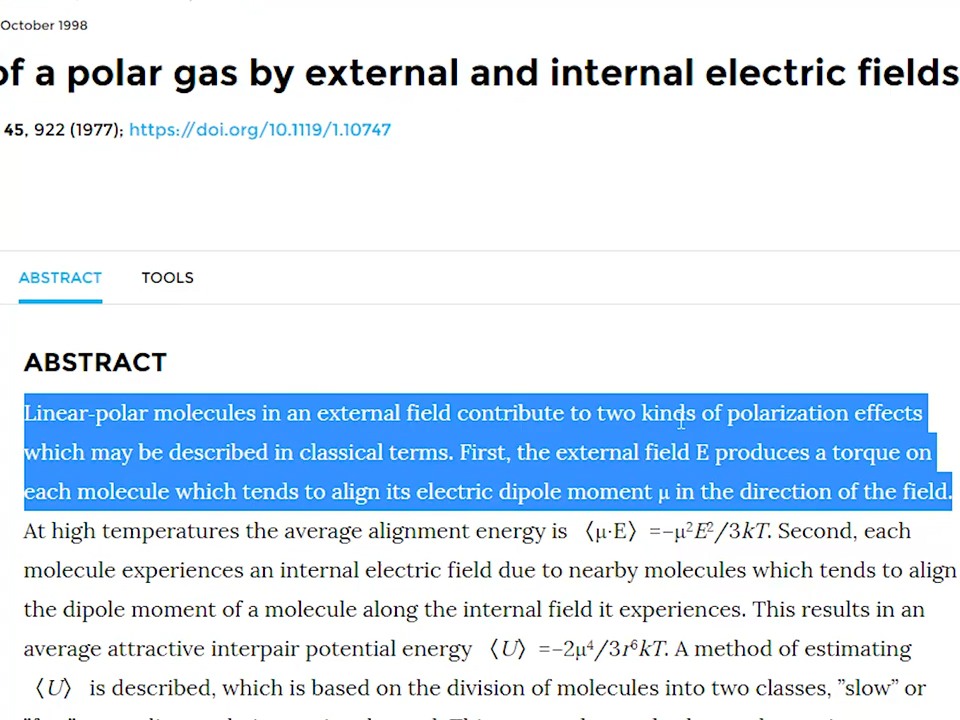 October 1998
of a polar gas by external and internal electric fields
45, 922 (1977); https://doi.org/10.1119/1.10747
ABSTRACT TOOLS
ABSTRACT
Linear-polar molecules in an external field contribute to two kinds of polarization effects
which may be described in classical terms. First, the external field E produces a torque on
each molecule which tends to align its electric dipole moment μ in the direction of the field.
At high temperatures the average alignment energy is 〈μ·E〉=−μ²E²/3kT. Second, each
molecule experiences an internal electric field due to nearby molecules which tends to align
the dipole moment of a molecule along the internal field it experiences. This results in an
average attractive interpair potential energy 〈U〉=−2μ⁴/3r⁶kT. A method of estimating
〈U〉 is described, which is based on the division of molecules into two classes, ”slow” or